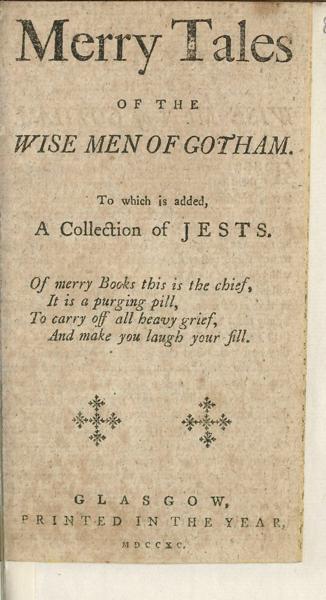 Merry Tales
OF THE
WISE MEN OF GOTHAM.
To which is added,
A Collection of JESTS.
Of merry Books this is the chief,
It is a purging pill,
To carry off all heavy grief,
And make you laugh your fill.
GLASGOW,
PRINTED IN THE YEAR,
MDCCXC.